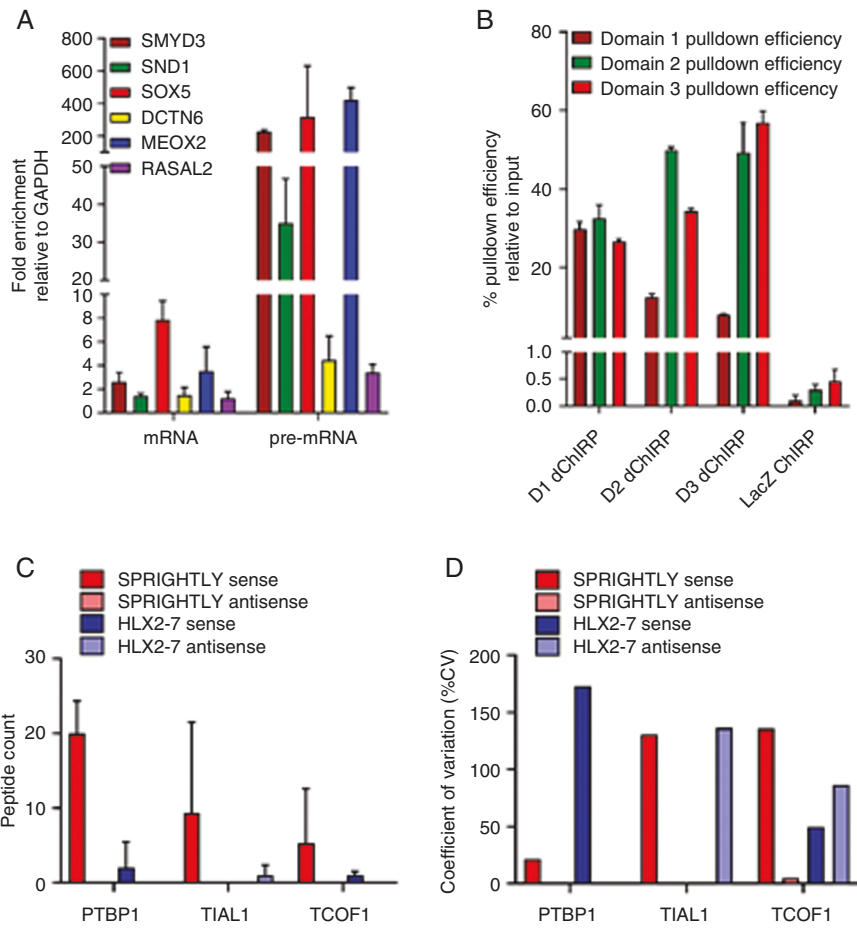 A
800
600
400
200
50
40
30
20
10
8
6
4
2
0
Fold enrichment
relative to GAPDH
SMYD3
SND1
SOX5
DCTN6
MEOX2
RASAL2
mRNA
pre-mRNA
B
80
60
40
20
1.0
0.5
0.0
% pulldown efficiency
relative to input
Domain 1 pulldown efficiency
Domain 2 pulldown efficency
Domain 3 pulldown efficency
D1 dChIRP
D2 dChIRP
D3 dChIRP
LacZ ChIRP
C
SPRIGHTLY sense
SPRIGHTLY antisense
HLX2-7 sense
HLX2-7 antisense
30
20
10
0
Peptide count
PTBP1
TIAL1
TCOF1
D
SPRIGHTLY sense
SPRIGHTLY antisense
HLX2-7 sense
HLX2-7 antisense
200
150
100
50
0
Coefficient of variation (%CV)
PTBP1
TIAL1
TCOF1